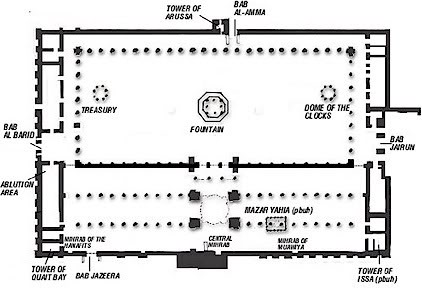 TOWER OF
ARUSSA
BAB
AL-AMMA
TREASURY
FOUNTAIN
DOME OF THE
CLOCKS
BAB
AL BARID
BAB
JAIRUN
ABLUTION
AREA
MAZAR YAHIA (pbuh)
MIHRAB OF THE
HANAFITS
CENTRAL
MIHRAB
MIHRAB OF
MUAWIYA
TOWER OF
QUAIT BAY
BAB JAZEERA
TOWER OF
ISSA (pbuh)